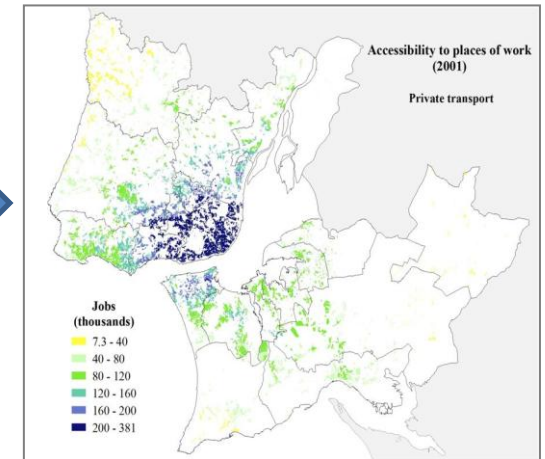 Accessibility to places of work
(2001)
Private transport
Jobs
(thousands)
7.3 - 40
40 - 80
80 - 120
120 - 160
160 - 200
200 - 381